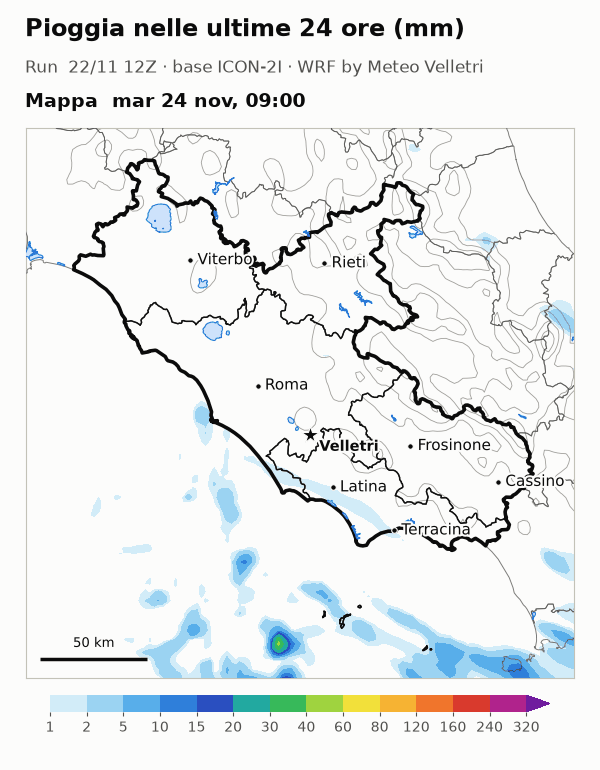 Pioggia nelle ultime 24 ore (mm)
Run 22/11 12Z · base ICON-2I · WRF by Meteo Velletri
Mappa mar 24 nov, 09:00
Viterbo
Rieti
Roma
Velletri
Frosinone
Latina
Cassino
Terracina
50 km
1 2 5 10 15 20 30 40 60 80 120 160 240 320